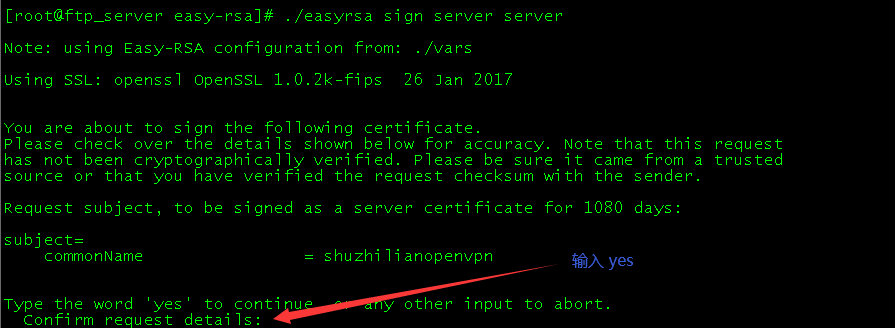 [root@ftp_server easy-rsa]# ./easyrsa sign server server
Note: using Easy-RSA configuration from: ./vars
Using SSL: openssl OpenSSL 1.0.2k-fips  26 Jan 2017
You are about to sign the following certificate.
Please check over the details shown below for accuracy. Note that this request
has not been cryptographically verified. Please be sure it came from a trusted
source or that you have verified the request checksum with the sender.
Request subject, to be signed as a server certificate for 1080 days:
subject=
    commonName                = shuzhilianopenvpn
输入 yes
Type the word 'yes' to continue, or any other input to abort.
  Confirm request details: